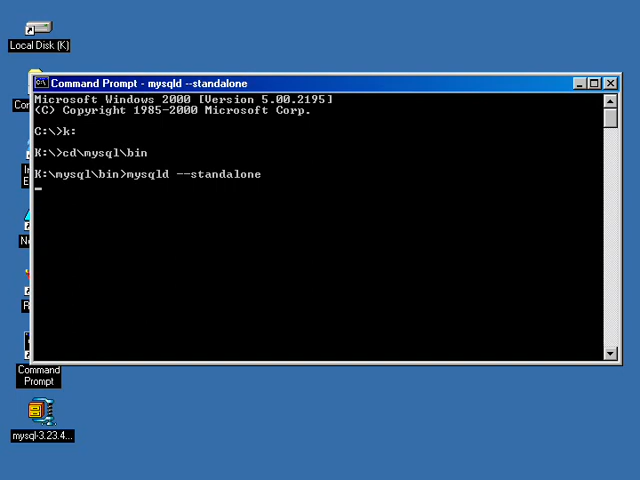 Local Disk (K)
Command Prompt - mysqld --standalone
Microsoft Windows 2000 [Version 5.00.2195]
(C) Copyright 1985-2000 Microsoft Corp.
C:\>k:
K:\>cd\mysql\bin
K:\mysql\bin>mysqld --standalone
Command
Prompt
mysql-3.23.4...